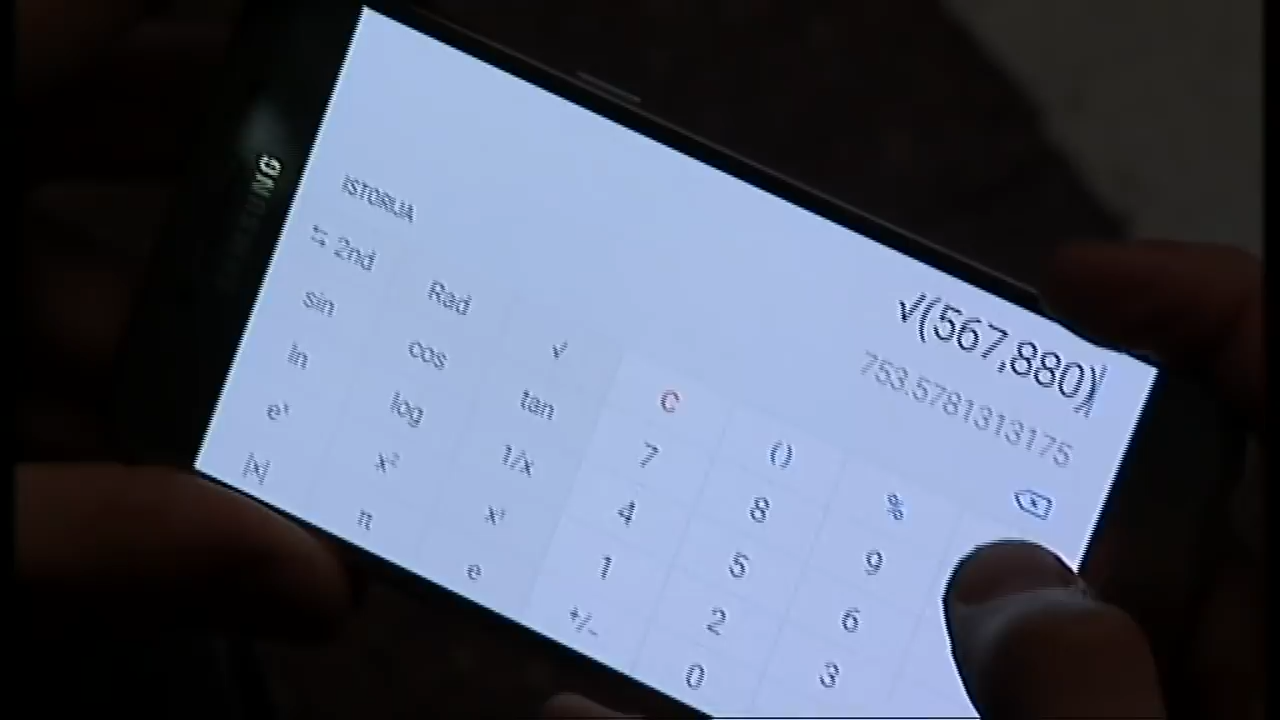 SAMSUNG
√(567,880)
753.5781313175
ISTORIJA
⇆ 2nd Rad √ C () %
sin cos tan 7 8 9
ln log 1/x 4 5 6
eˣ x² xʸ 1 2 3
|x| π e +/- 0